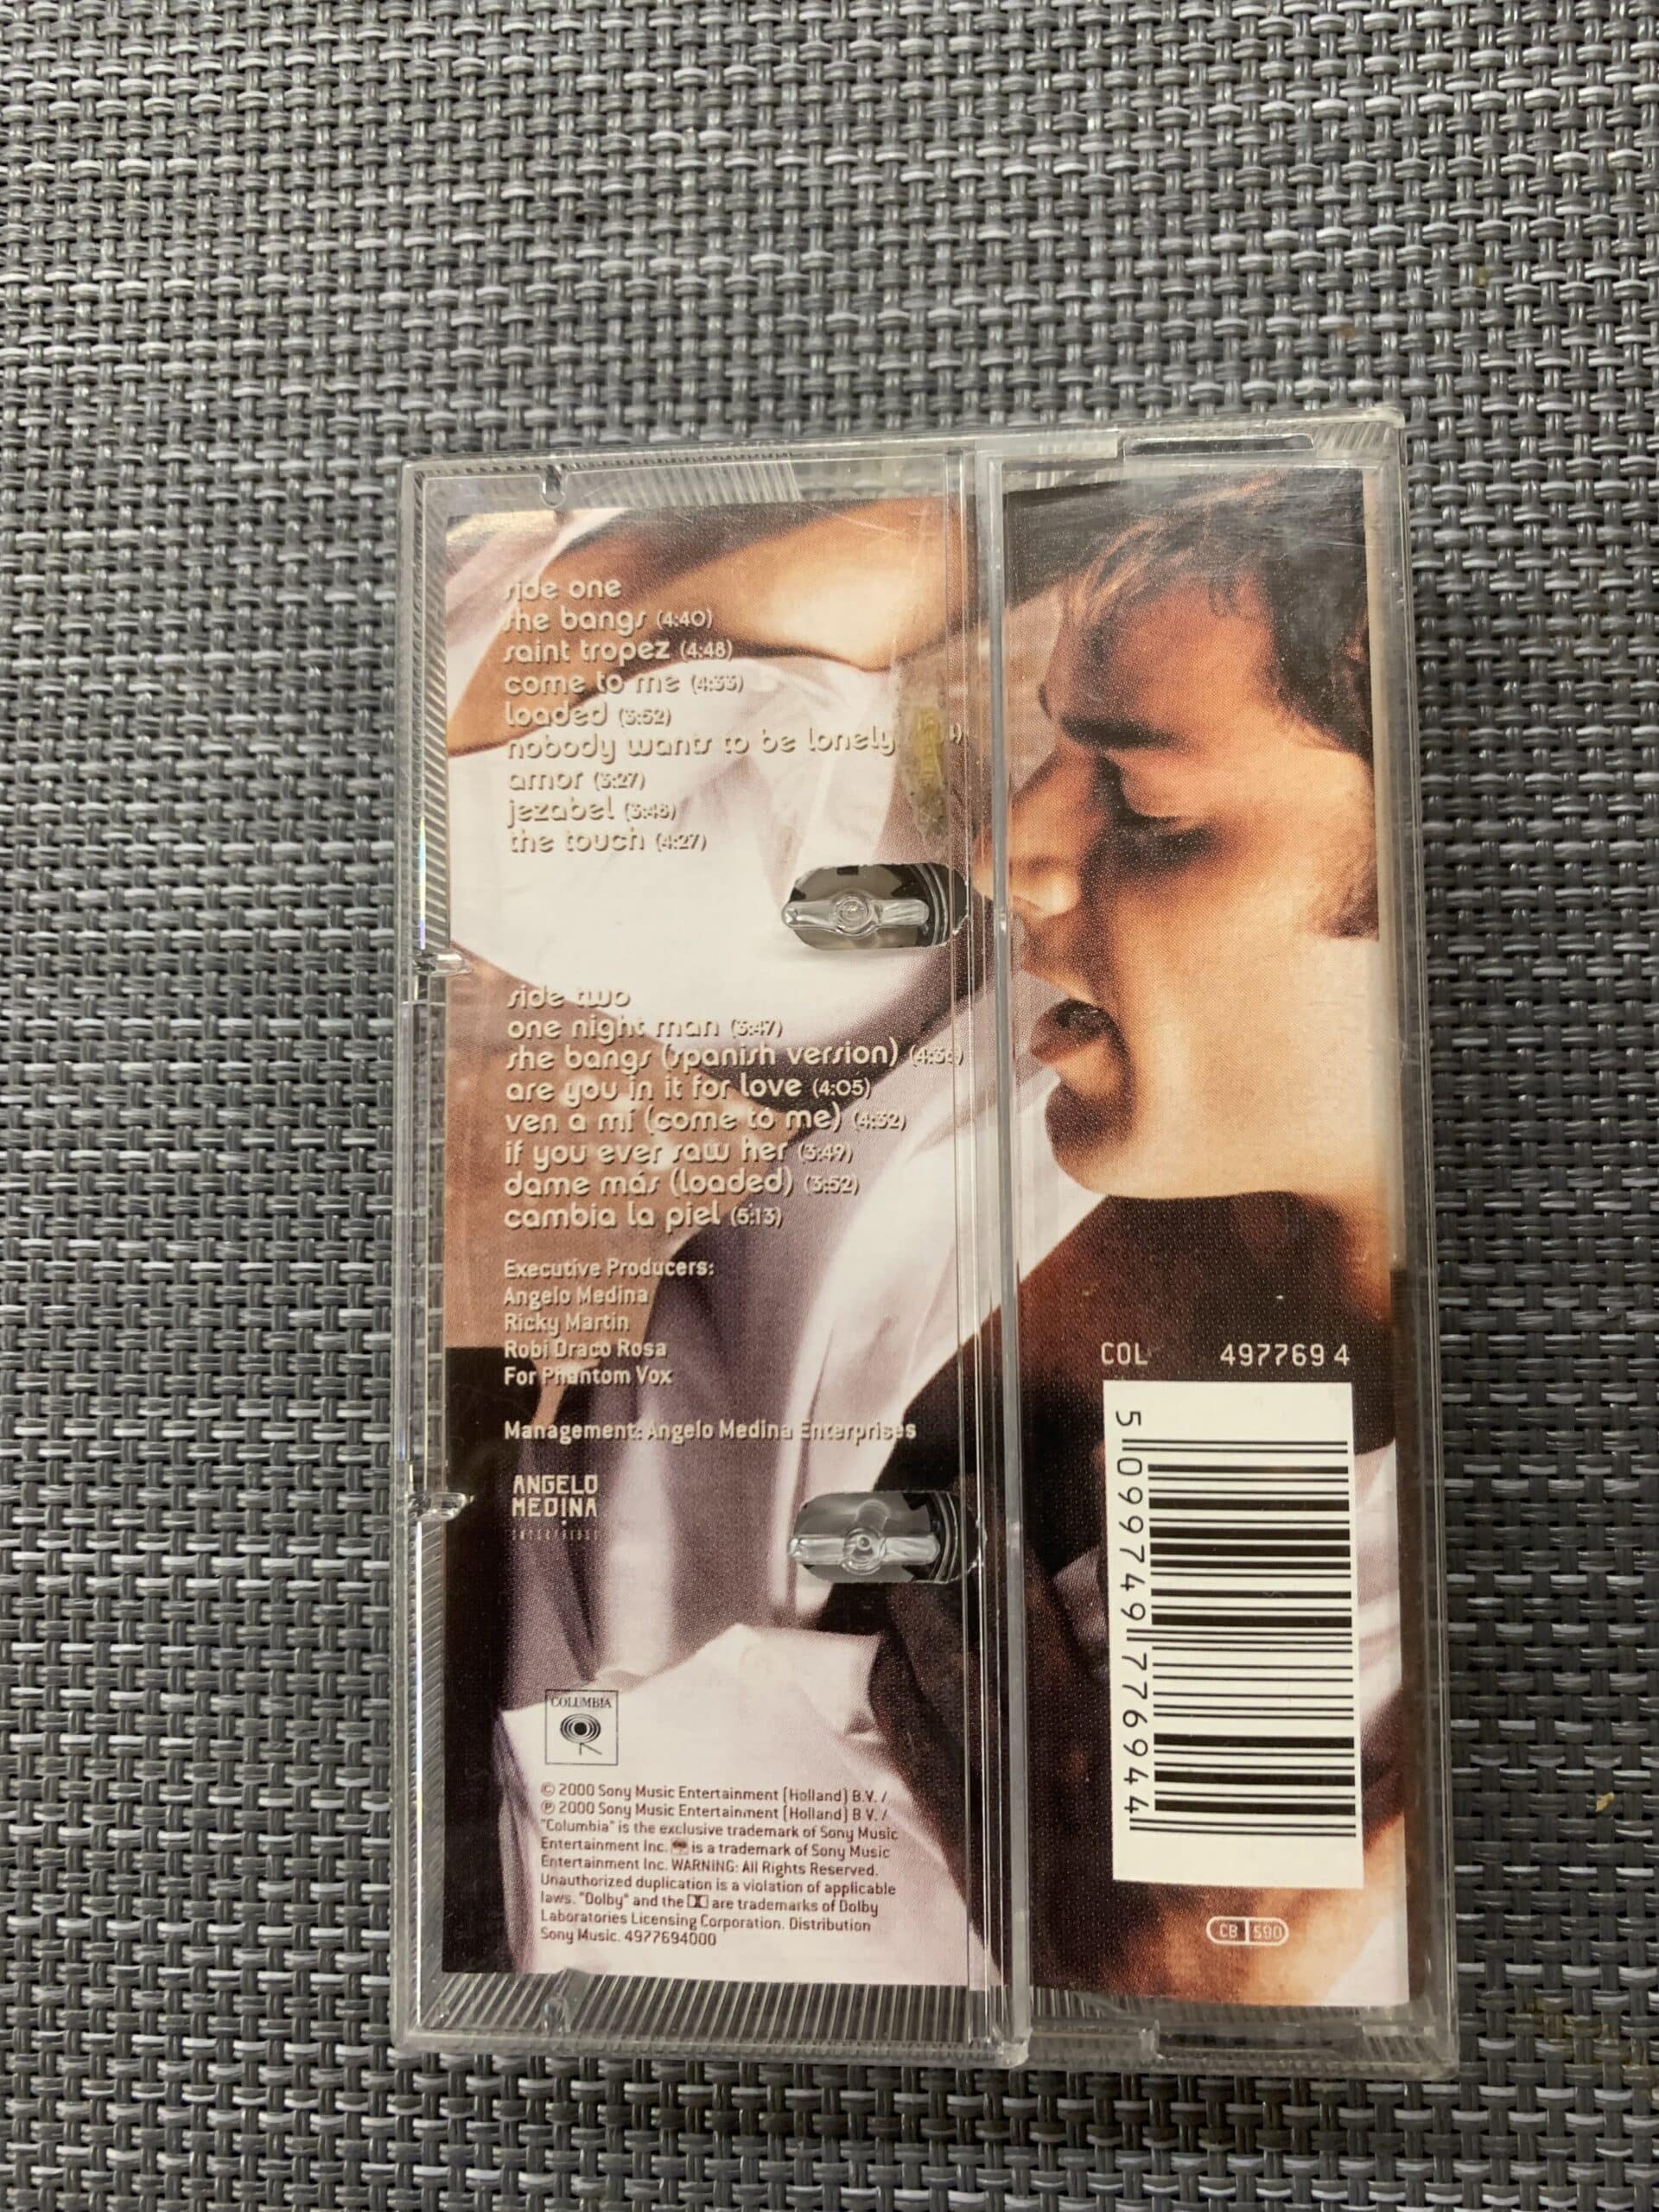 side one
she bangs (4:40)
saint tropez (4:48)
come to me (4:33)
loaded (3:52)
nobody wants to be lonely
amor (3:27)
jezabel (3:48)
the touch (4:27)
side two
one night man (3:47)
she bangs (spanish version)
are you in it for love (4:05)
ven a mí (come to me) (4:32)
if you ever saw her (3:49)
dame más (loaded) (3:52)
cambia la piel (5:13)
Executive Producers:
Angelo Medina
Ricky Martin
Robi Draco Rosa
For Phantom Vox
Management: Angelo Medina Enterprises
ANGELO
MEDINA
ENTERPRISES
COLUMBIA
© 2000 Sony Music Entertainment (Holland) B.V. /
℗ 2000 Sony Music Entertainment (Holland) B.V. /
"Columbia" is the exclusive trademark of Sony Music
Entertainment Inc. is a trademark of Sony Music
Entertainment Inc. WARNING: All Rights Reserved.
Unauthorized duplication is a violation of applicable
laws. "Dolby" and the are trademarks of Dolby
Laboratories Licensing Corporation. Distribution
Sony Music. 4977694000
COL 497769 4
5 099749 776944
CB 590